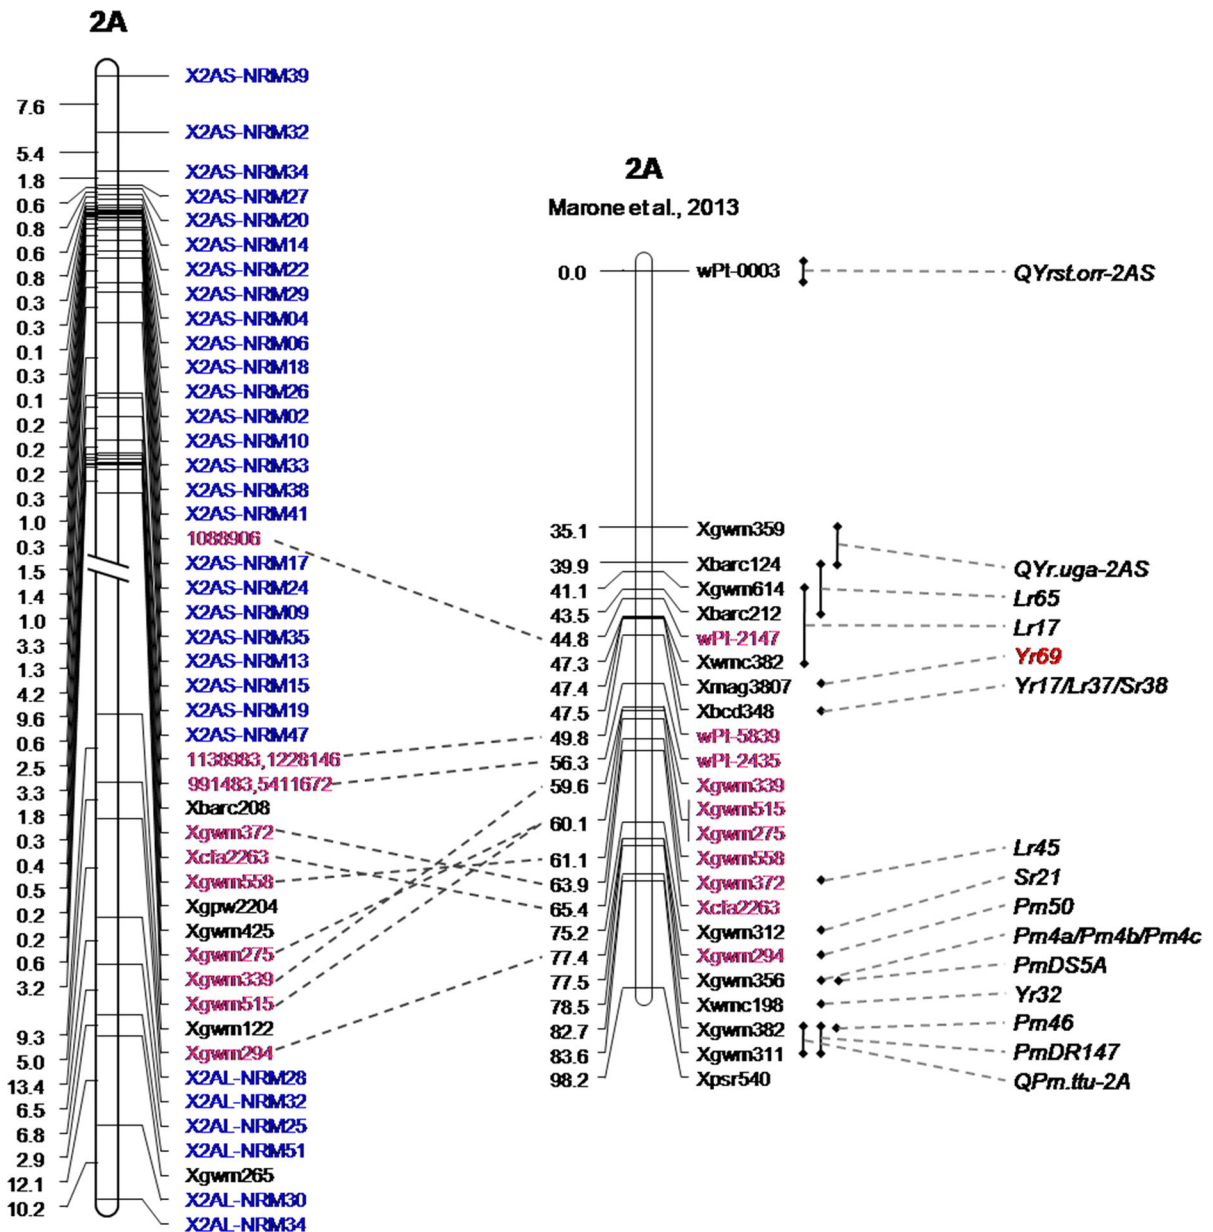 2A
X2AS-NRM39
7.6
X2AS-NRM32
5.4
X2AS-NRM34
1.8
X2AS-NRM27
0.6
X2AS-NRM20
0.8
X2AS-NRM14
0.6
X2AS-NRM22
0.8
X2AS-NRM29
0.3
X2AS-NRM04
0.3
X2AS-NRM06
0.1
X2AS-NRM18
0.3
X2AS-NRM26
0.1
X2AS-NRM02
0.2
X2AS-NRM10
0.2
X2AS-NRM33
0.2
X2AS-NRM38
0.3
X2AS-NRM41
1.0
1088906
0.3
X2AS-NRM17
1.5
X2AS-NRM24
1.4
X2AS-NRM09
1.0
X2AS-NRM35
3.3
X2AS-NRM13
1.3
X2AS-NRM15
4.2
X2AS-NRM19
9.6
X2AS-NRM47
0.6
1138983,1228146
2.5
991483,5411672
3.3
Xbarc208
1.8
Xgwm372
0.3
Xcfa2263
0.4
Xgwm558
0.5
Xgpw2204
0.2
Xgwm425
0.2
Xgwm275
0.6
Xgwm339
3.2
Xgwm515
Xgwm122
9.3
Xgwm294
5.0
X2AL-NRM28
13.4
X2AL-NRM32
6.5
X2AL-NRM25
6.8
X2AL-NRM51
2.9
Xgwm265
12.1
X2AL-NRM30
10.2
X2AL-NRM34
2A
Marone et al., 2013
0.0 wPt-0003 QYrst.orr-2AS
35.1 Xgwm359
39.9 Xbarc124
41.1 Xgwm614
43.5 Xbarc212
44.8 wPt-2147
47.3 Xwmc382
47.4 Xmag3807
47.5 Xbcd348
49.8 wPt-5839
56.3 wPt-2435
59.6 Xgwm339
60.1 Xgwm515
Xgwm275
61.1 Xgwm558
63.9 Xgwm372
65.4 Xcfa2263
75.2 Xgwm312
77.4 Xgwm294
77.5 Xgwm356
78.5 Xwmc198
82.7 Xgwm382
83.6 Xgwm311
98.2 Xpsr540
QYr.uga-2AS
Lr65
Lr17
Yr69
Yr17/Lr37/Sr38
Lr45
Sr21
Pm50
Pm4a/Pm4b/Pm4c
PmDS5A
Yr32
Pm46
PmDR147
QPm.ttu-2A